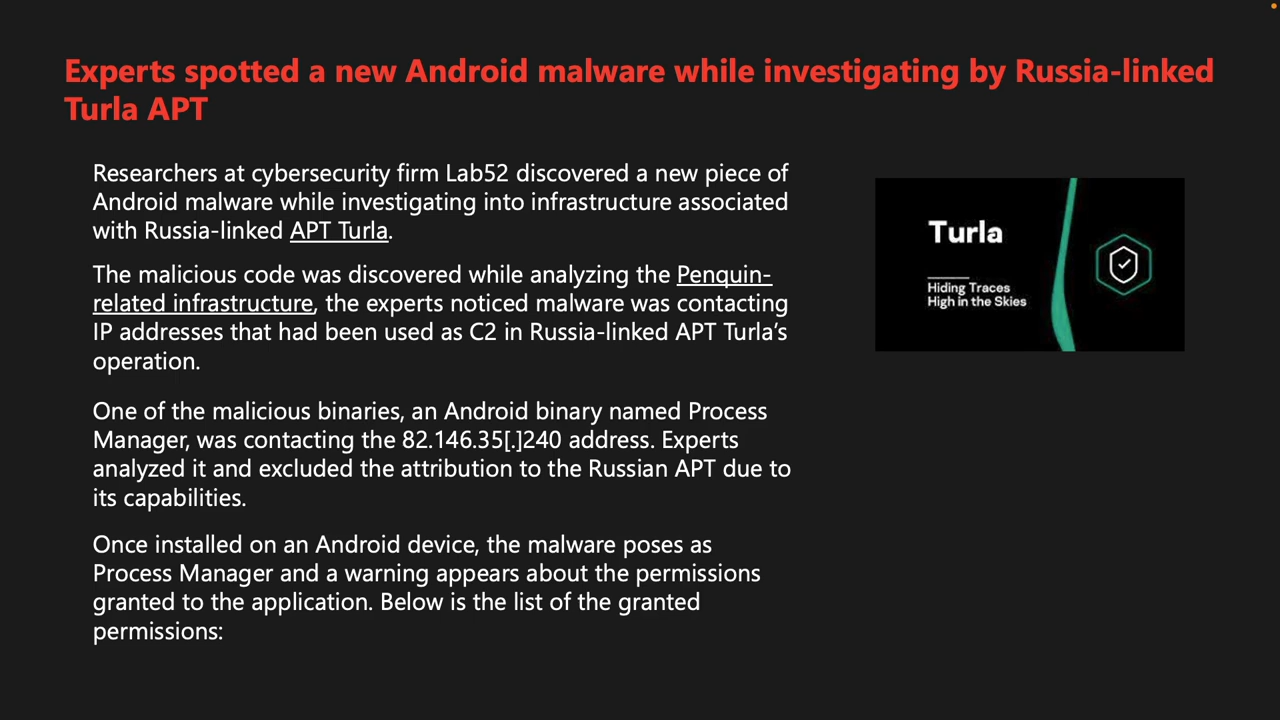 Experts spotted a new Android malware while investigating by Russia-linked
Turla APT
Researchers at cybersecurity firm Lab52 discovered a new piece of
Android malware while investigating into infrastructure associated
with Russia-linked APT Turla.
The malicious code was discovered while analyzing the Penquin-
related infrastructure, the experts noticed malware was contacting
IP addresses that had been used as C2 in Russia-linked APT Turla’s
operation.
One of the malicious binaries, an Android binary named Process
Manager, was contacting the 82.146.35[.]240 address. Experts
analyzed it and excluded the attribution to the Russian APT due to
its capabilities.
Once installed on an Android device, the malware poses as
Process Manager and a warning appears about the permissions
granted to the application. Below is the list of the granted
permissions:
Turla
Hiding Traces
High in the Skies